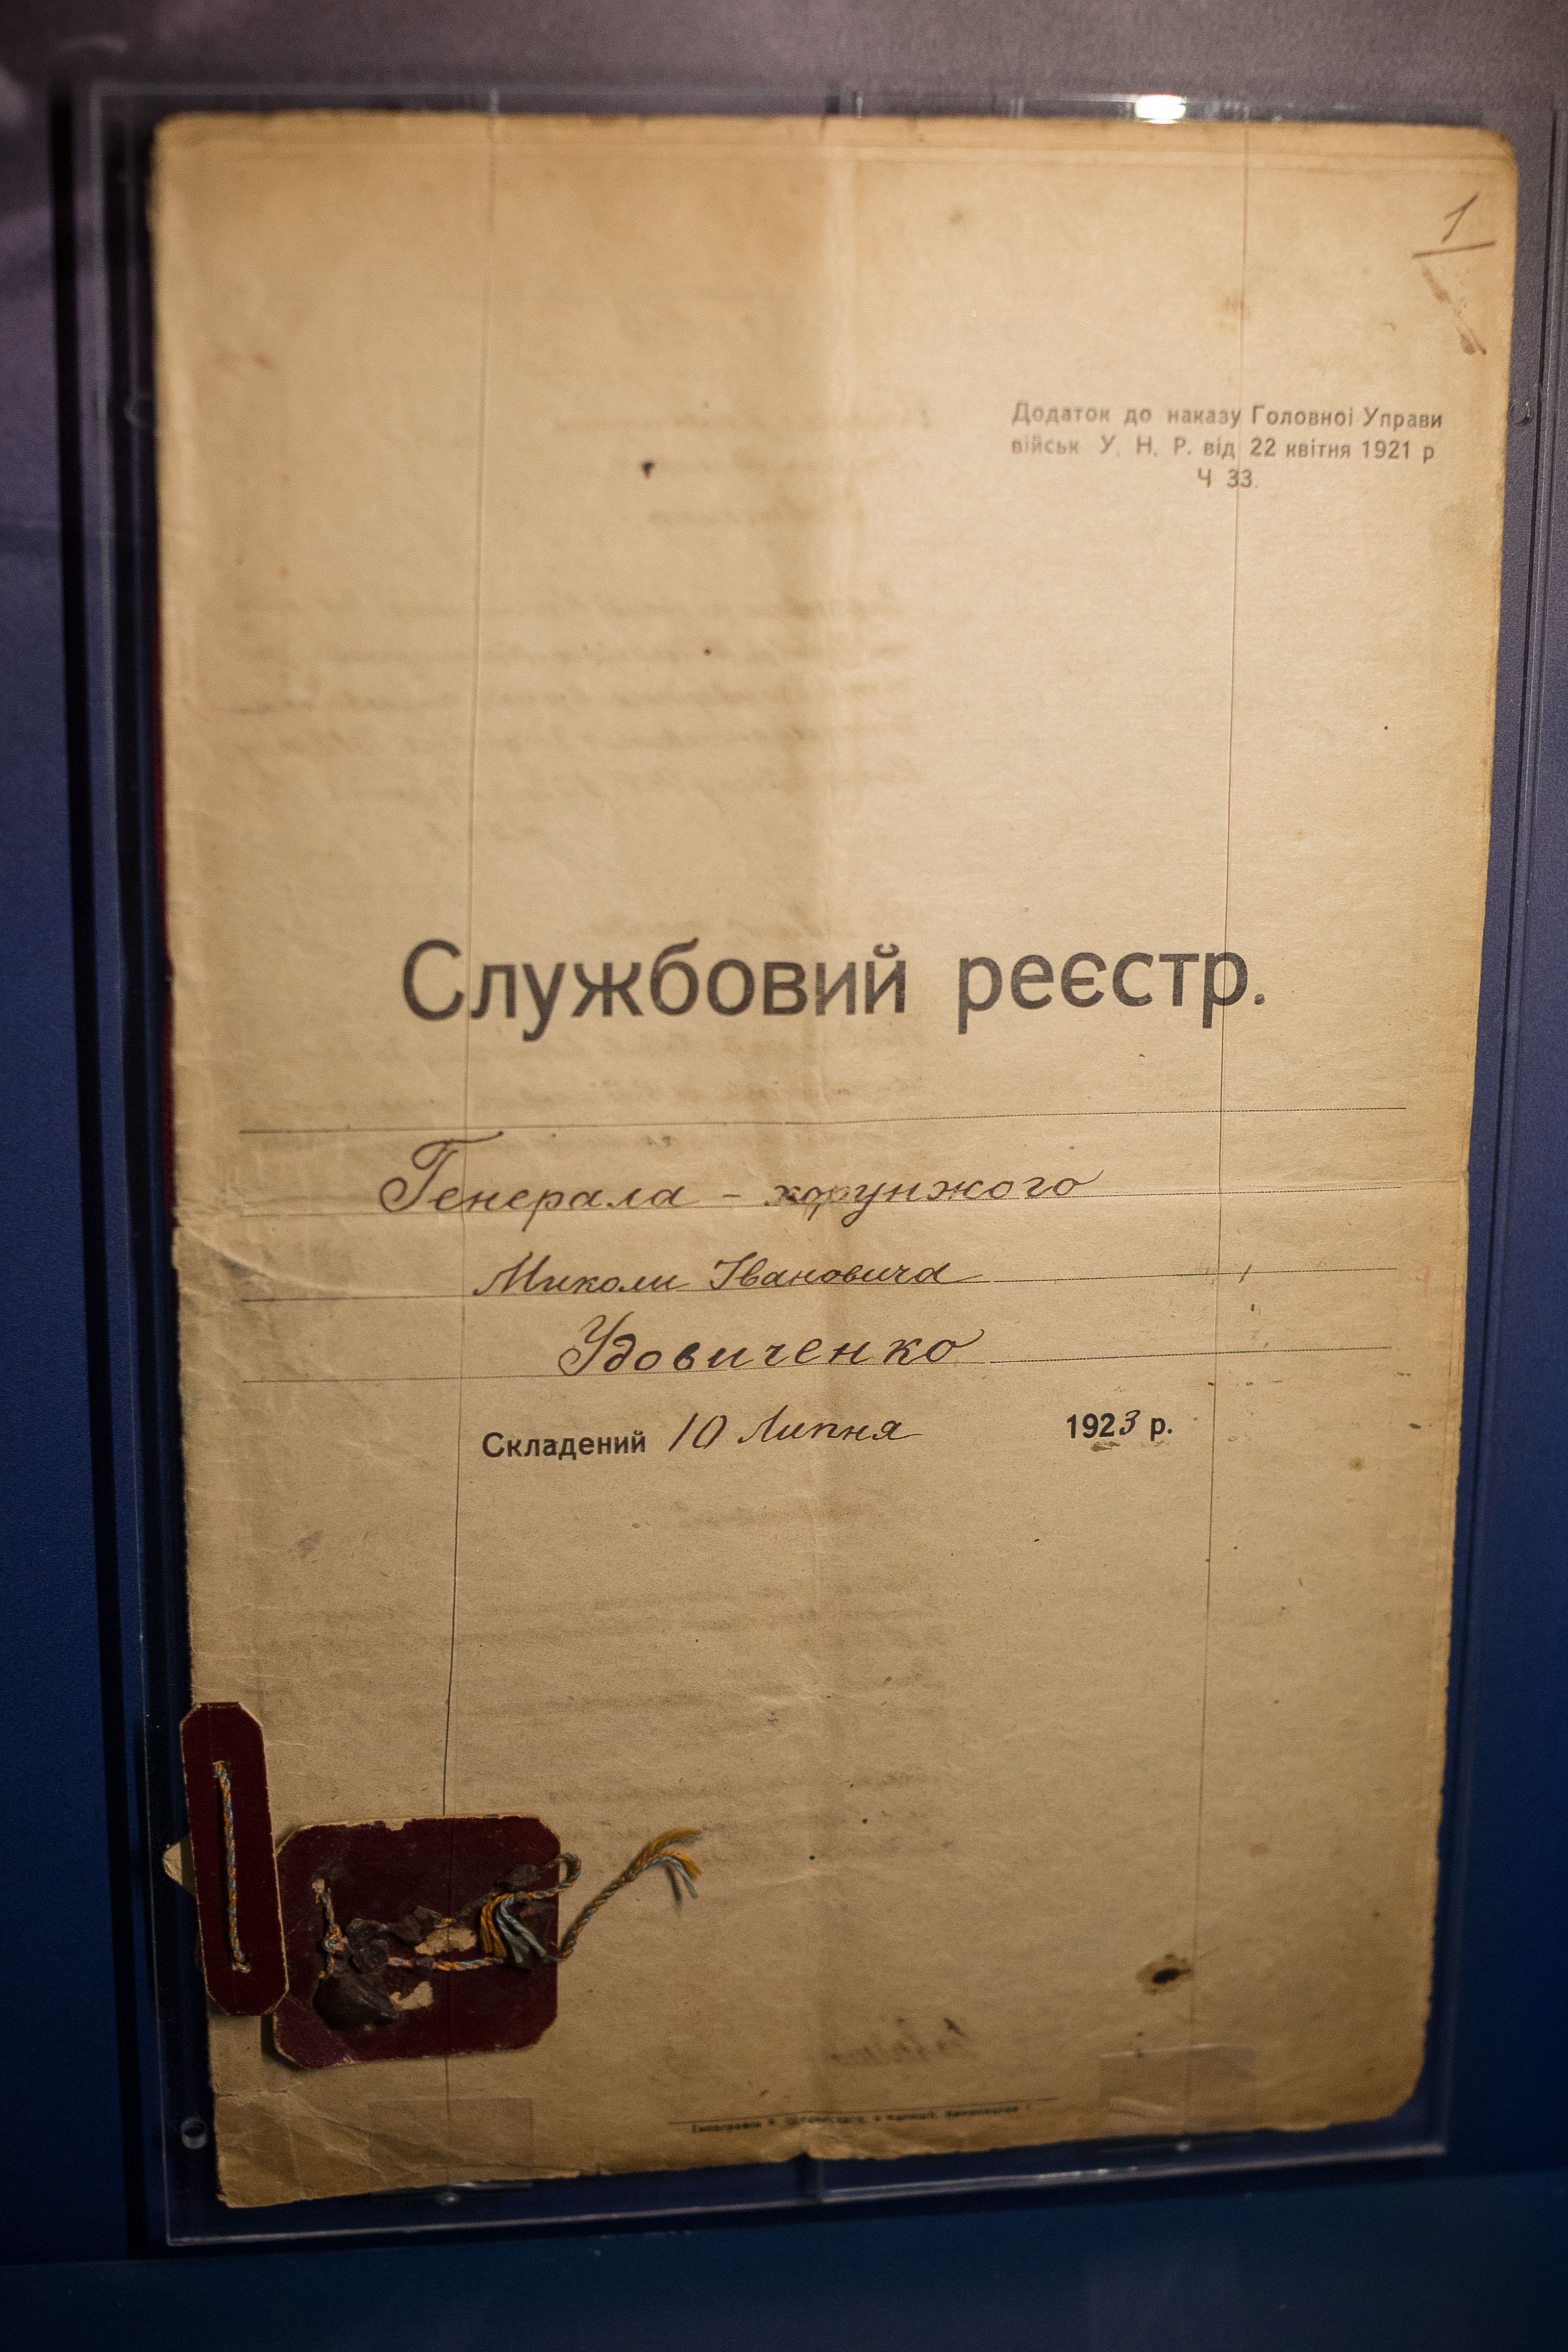 1
Додаток до наказу Головної Управи
військ У. Н. Р. від 22 квітня 1921 р
Ч 33.
Службовий реєстр.
Генерала - хорунжого
Миколи Івановича
Удовиченко
Складений 10 Липня 1923 р.